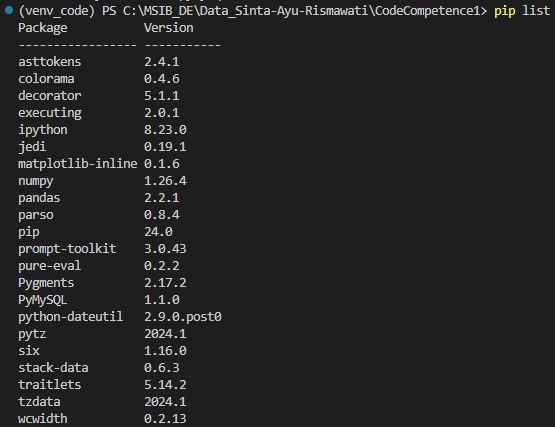 (venv_code) PS C:\MSIB_DE\Data_Sinta-Ayu-Rismawati\CodeCompetence1> pip list
Package Version
----------------- -----------
asttokens 2.4.1
colorama 0.4.6
decorator 5.1.1
executing 2.0.1
ipython 8.23.0
jedi 0.19.1
matplotlib-inline 0.1.6
numpy 1.26.4
pandas 2.2.1
parso 0.8.4
pip 24.0
prompt-toolkit 3.0.43
pure-eval 0.2.2
Pygments 2.17.2
PyMySQL 1.1.0
python-dateutil 2.9.0.post0
pytz 2024.1
six 1.16.0
stack-data 0.6.3
traitlets 5.14.2
tzdata 2024.1
wcwidth 0.2.13